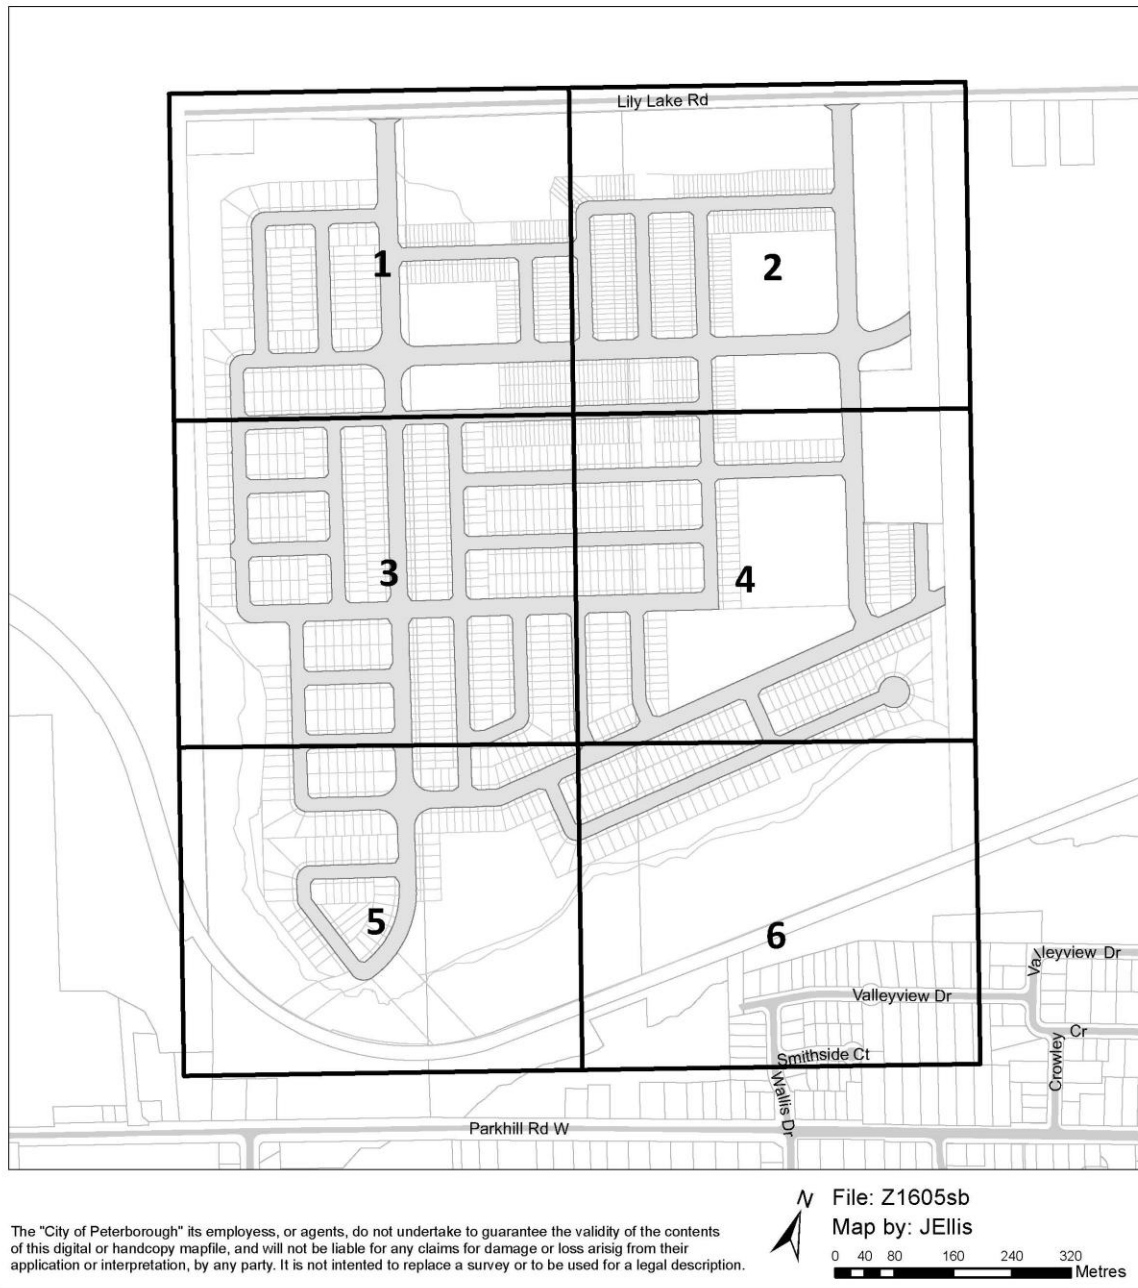 Lily Lake Rd
1
2
3
4
5
6
Valleyview Dr
Valleyview Dr
Smithside Ct
Wallis Dr
Crowley
Cr
Parkhill Rd W
The "City of Peterborough" its employess, or agents, do not undertake to guarantee the validity of the contents
of this digital or handcopy mapfile, and will not be liable for any claims for damage or loss arisig from their
application or interpretation, by any party. It is not intended to replace a survey or to be used for a legal description.
N
File: Z1605sb
Map by: JEllis
0 40 80 160 240 320
Metres